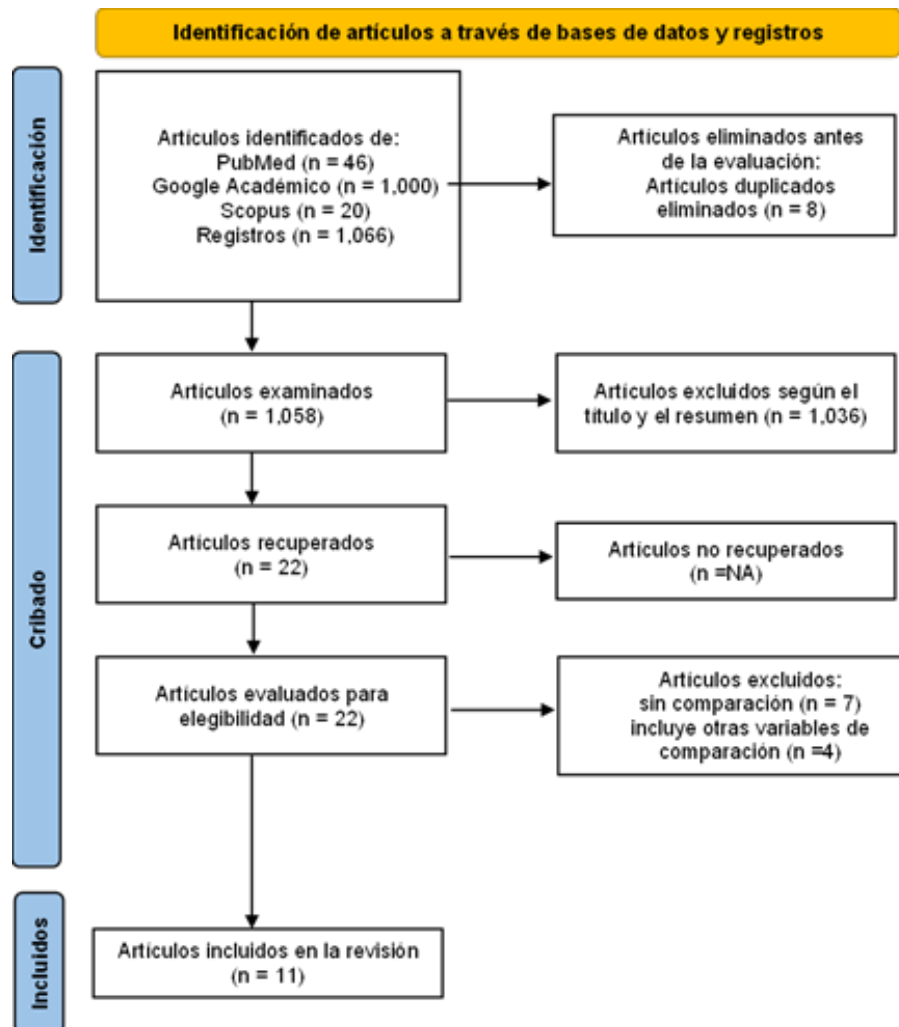 Identificación de artículos a través de bases de datos y registros
Identificación
Artículos identificados de:
PubMed (n = 46)
Google Académico (n = 1,000)
Scopus (n = 20)
Registros (n = 1,066)
Artículos eliminados antes
de la evaluación:
Artículos duplicados
eliminados (n = 8)
Cribado
Artículos examinados
(n = 1,058)
Artículos excluidos según el
título y el resumen (n = 1,036)
Artículos recuperados
(n = 22)
Artículos no recuperados
(n =NA)
Artículos evaluados para
elegibilidad (n = 22)
Artículos excluidos:
sin comparación (n = 7)
incluye otras variables de
comparación (n =4)
Incluidos
Artículos incluidos en la revisión
(n = 11)